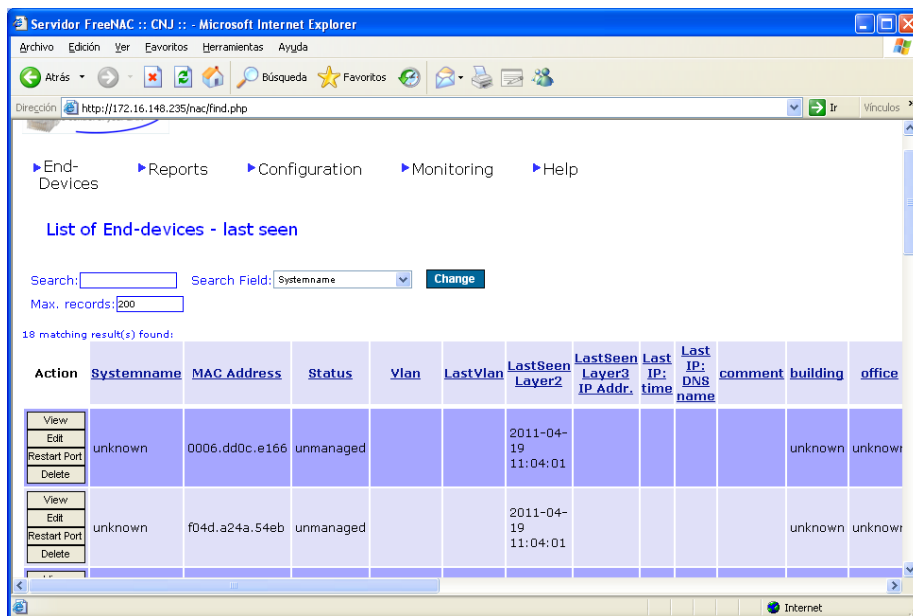 Servidor FreeNAC :: CNJ :: - Microsoft Internet Explorer
Archivo Edición Ver Favoritos Herramientas Ayuda
Atrás Búsqueda Favoritos
Dirección http://172.16.148.235/nac/find.php Ir Vínculos
End-Devices Reports Configuration Monitoring Help
List of End-devices - last seen
Search: Search Field: Systemname Change
Max. records: 200
18 matching result(s) found:
Action Systemname MAC Address Status Vlan LastVlan LastSeen Layer2 LastSeen Layer3 IP Addr. Last IP: time Last IP: DNS name comment building office
View
Edit
Restart Port
Delete
unknown 0006.dd0c.e166 unmanaged 2011-04-19 11:04:01 unknown unknown
View
Edit
Restart Port
Delete
unknown f04d.a24a.54eb unmanaged 2011-04-19 11:04:01 unknown unknown
Internet